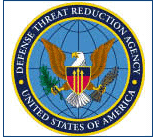 DEFENSE THREAT REDUCTION AGENCY
UNITED STATES OF AMERICA